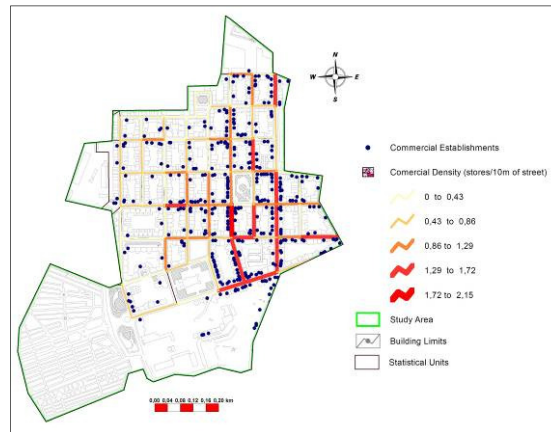 N
W E
S
Commercial Establishments
Comercial Density (stores/10m of street)
0 to 0,43
0,43 to 0,86
0,86 to 1,29
1,29 to 1,72
1,72 to 2,15
Study Area
Building Limits
Statistical Units
0,00 0,04 0,08 0,12 0,16 0,20 km